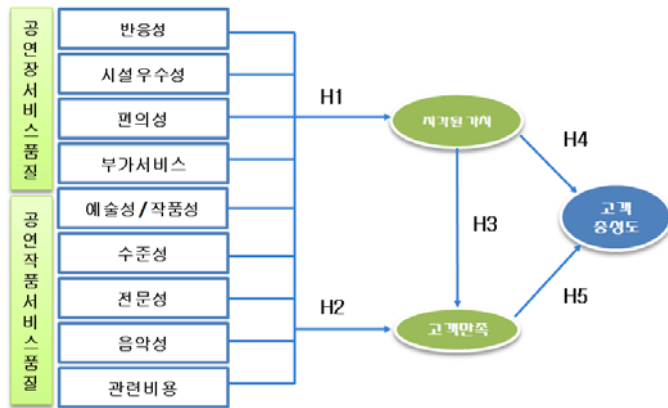 공연장서비스품질
반응성
시설우수성
편의성
부가서비스
공연작품서비스품질
예술성/작품성
수준성
전문성
음악성
관련비용
H1
H2
지각된가치
H3
고객만족
H4
H5
고객
충성도